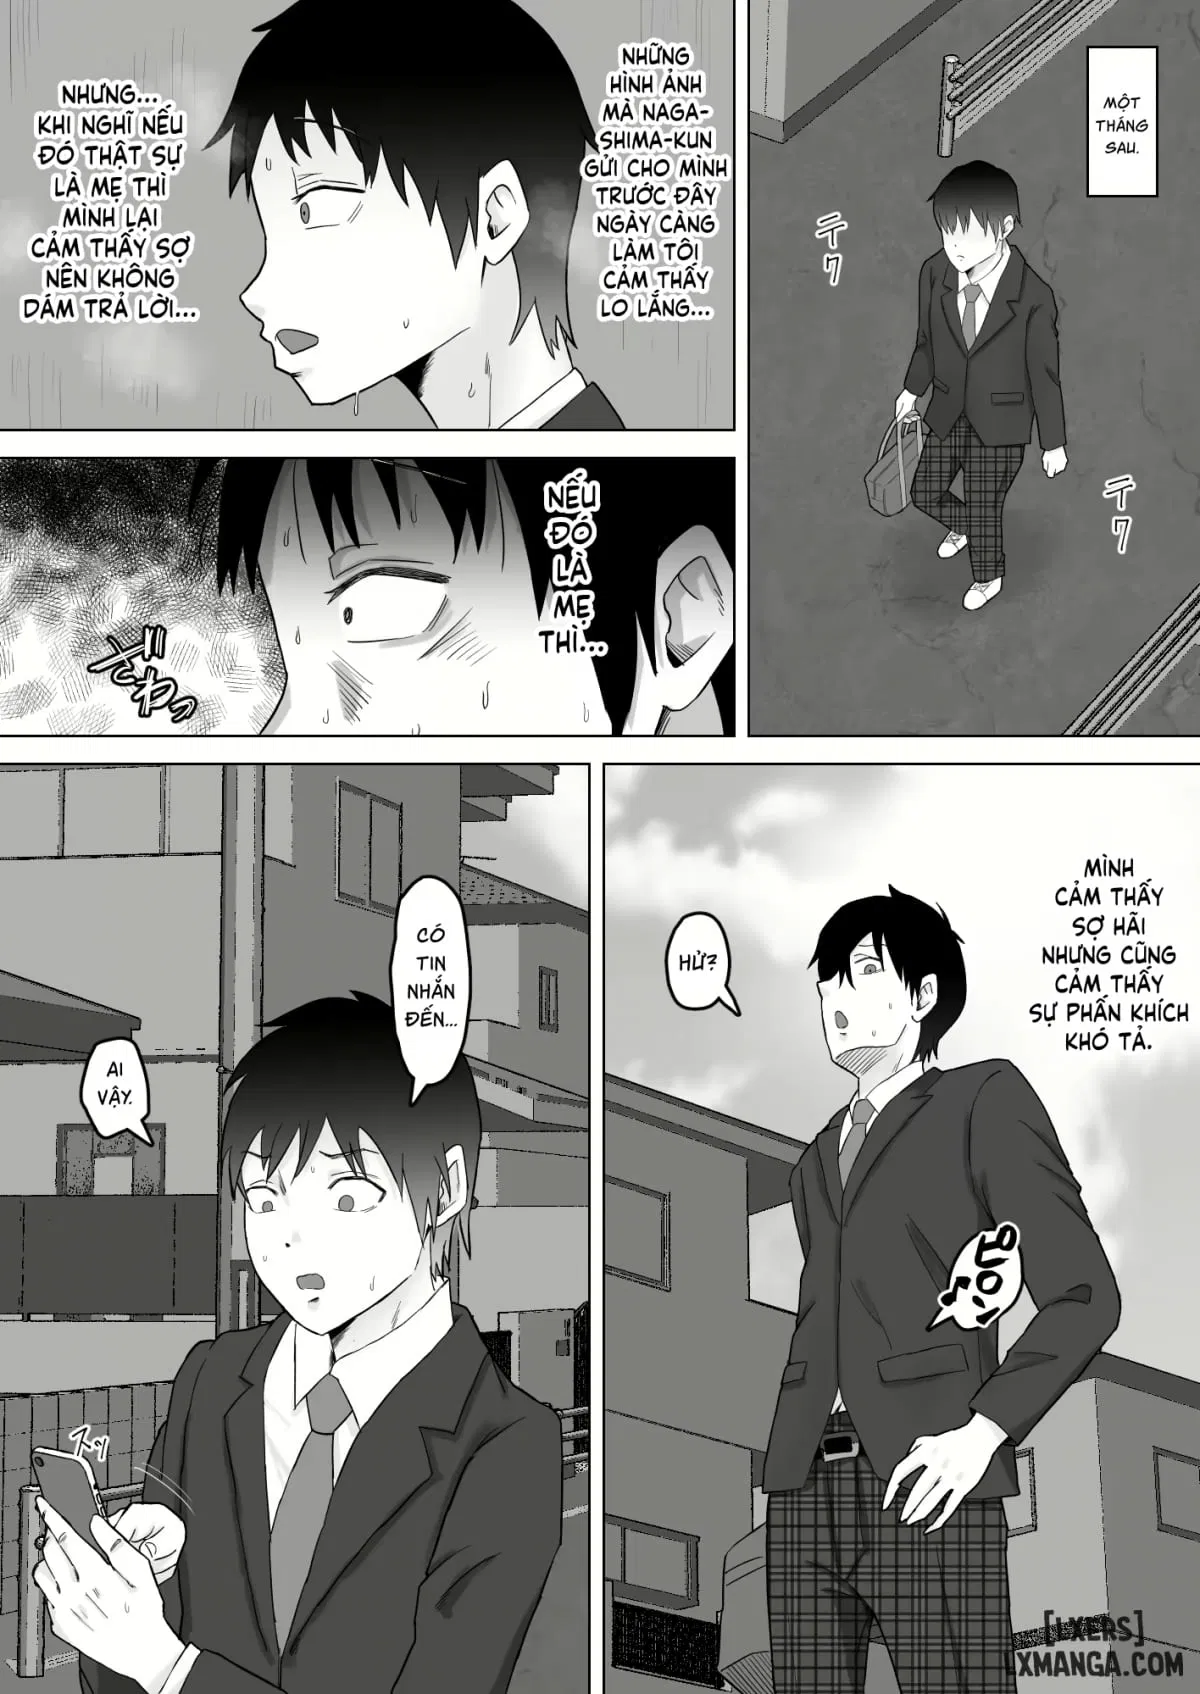 MỘT
THÁNG
SAU.
テ
ク
テ
ク
NHỮNG
HÌNH ẢNH
MÀ NAGA-
SHIMA-KUN
GỬI CHO MÌNH
TRƯỚC ĐÂY
NGÀY CÀNG
LÀM TÔI
CẢM THẤY
LO LẮNG...
NHƯNG...
KHI NGHĨ NẾU
ĐÓ THẬT SỰ
LÀ MẸ THÌ
MÌNH LẠI
CẢM THẤY SỢ
NÊN KHÔNG
DÁM TRẢ LỜI...
NẾU
ĐÓ
LÀ
MẸ
THÌ...
ざわっ
MÌNH
CẢM THẤY
SỢ HÃI
NHƯNG CŨNG
CẢM THẤY
SỰ PHẤN KHÍCH
KHÓ TẢ.
HỬ?
ピロン
CÓ
TIN
NHẮN
ĐẾN...
AI
VẬY.
スッ
[LXERS]
LXMANGA.COM